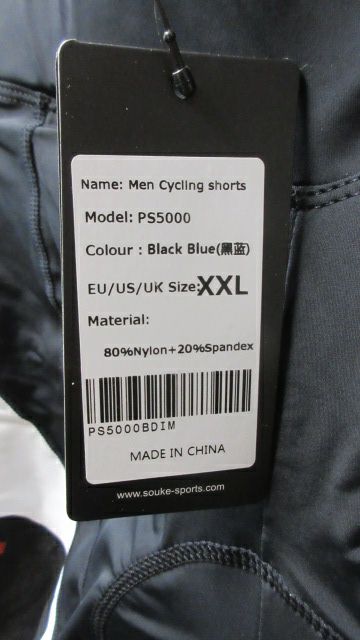 Name: Men Cycling shorts
Model: PS5000
Colour : Black Blue(黑蓝)
EU/US/UK Size:XXL
Material:
80%Nylon+20%Spandex
PS5000BDIM
MADE IN CHINA
www.souke-sports.com